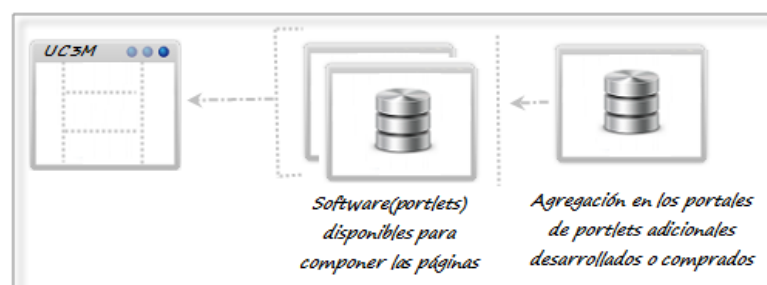 UC3M
Software(portlets)
disponibles para
componer las páginas
Agregación en los portales
de portlets adicionales
desarrollados o comprados